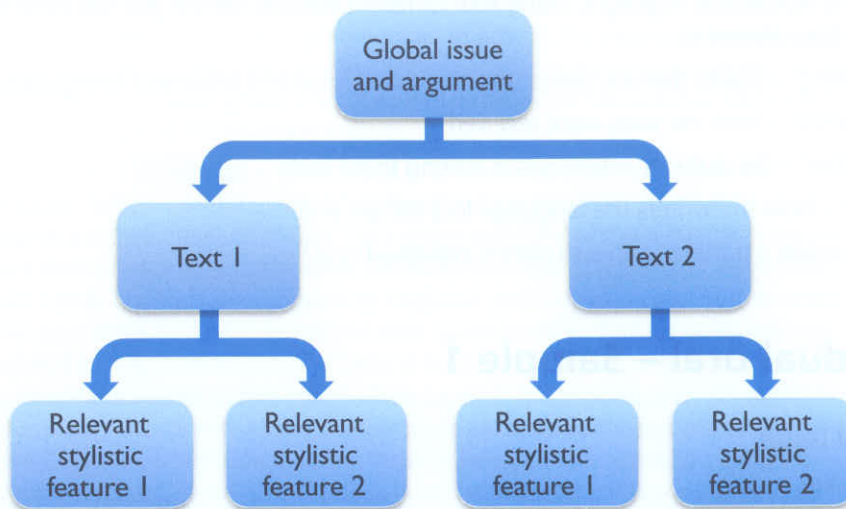 Global issue
and argument
Text 1
Text 2
Relevant
stylistic
feature 1
Relevant
stylistic
feature 2
Relevant
stylistic
feature 1
Relevant
stylistic
feature 2